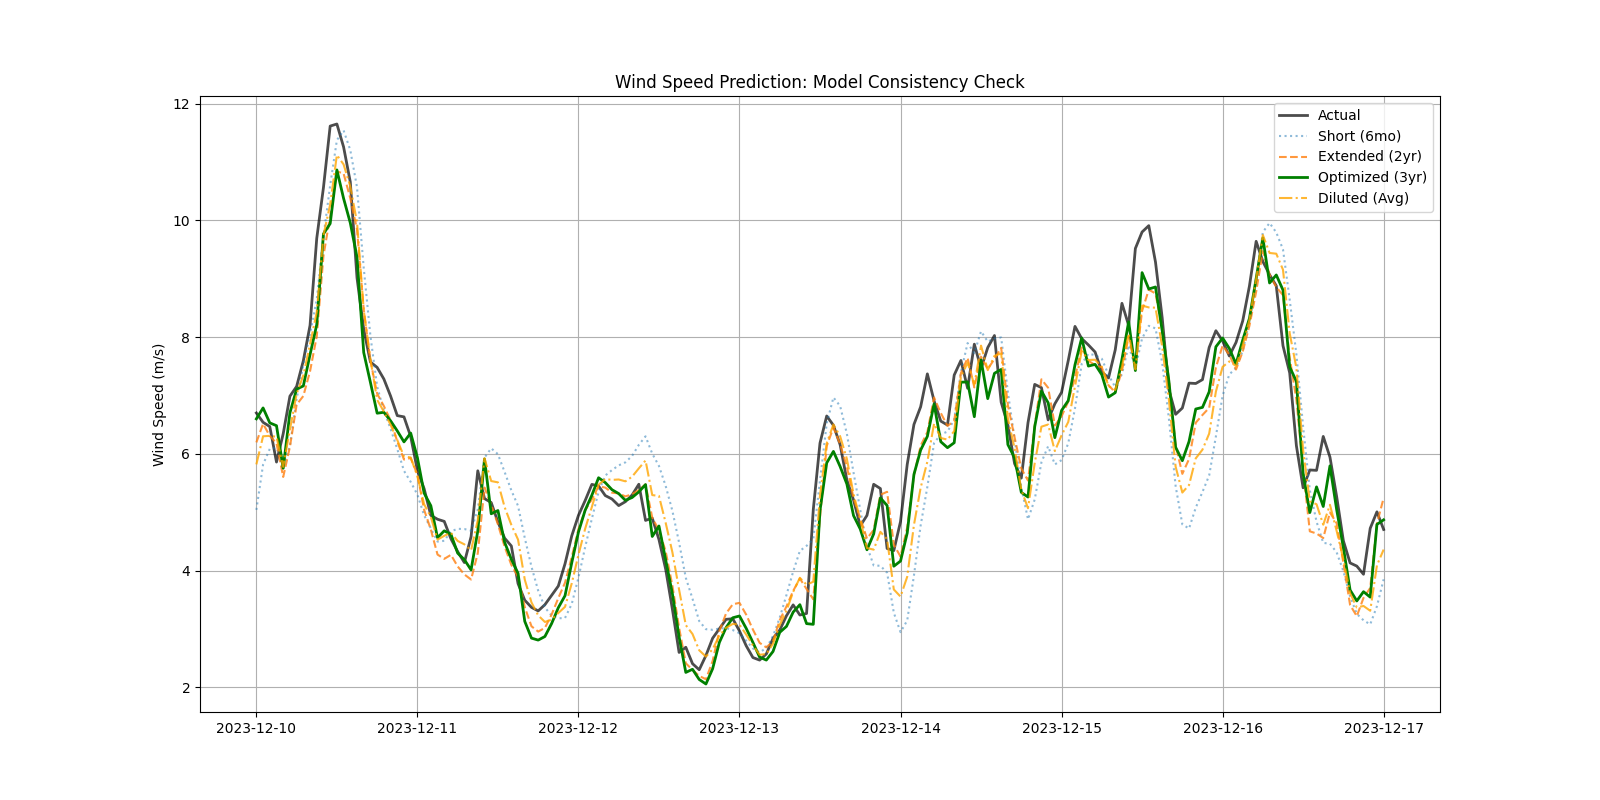 Wind Speed Prediction: Model Consistency Check
Wind Speed (m/s)
12
10
8
6
4
2
Actual
Short (6mo)
Extended (2yr)
Optimized (3yr)
Diluted (Avg)
2023-12-10
2023-12-11
2023-12-12
2023-12-13
2023-12-14
2023-12-15
2023-12-16
2023-12-17